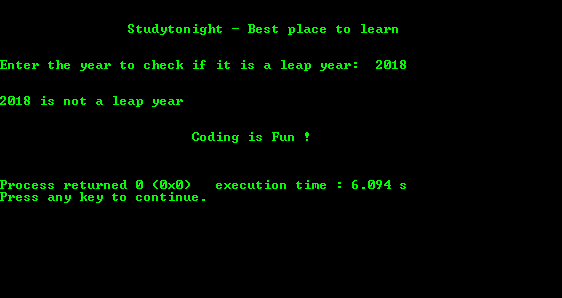 Studytonight - Best place to learn
Enter the year to check if it is a leap year:  2018
2018 is not a leap year
Coding is Fun !
Process returned 0 (0x0)   execution time : 6.094 s
Press any key to continue.